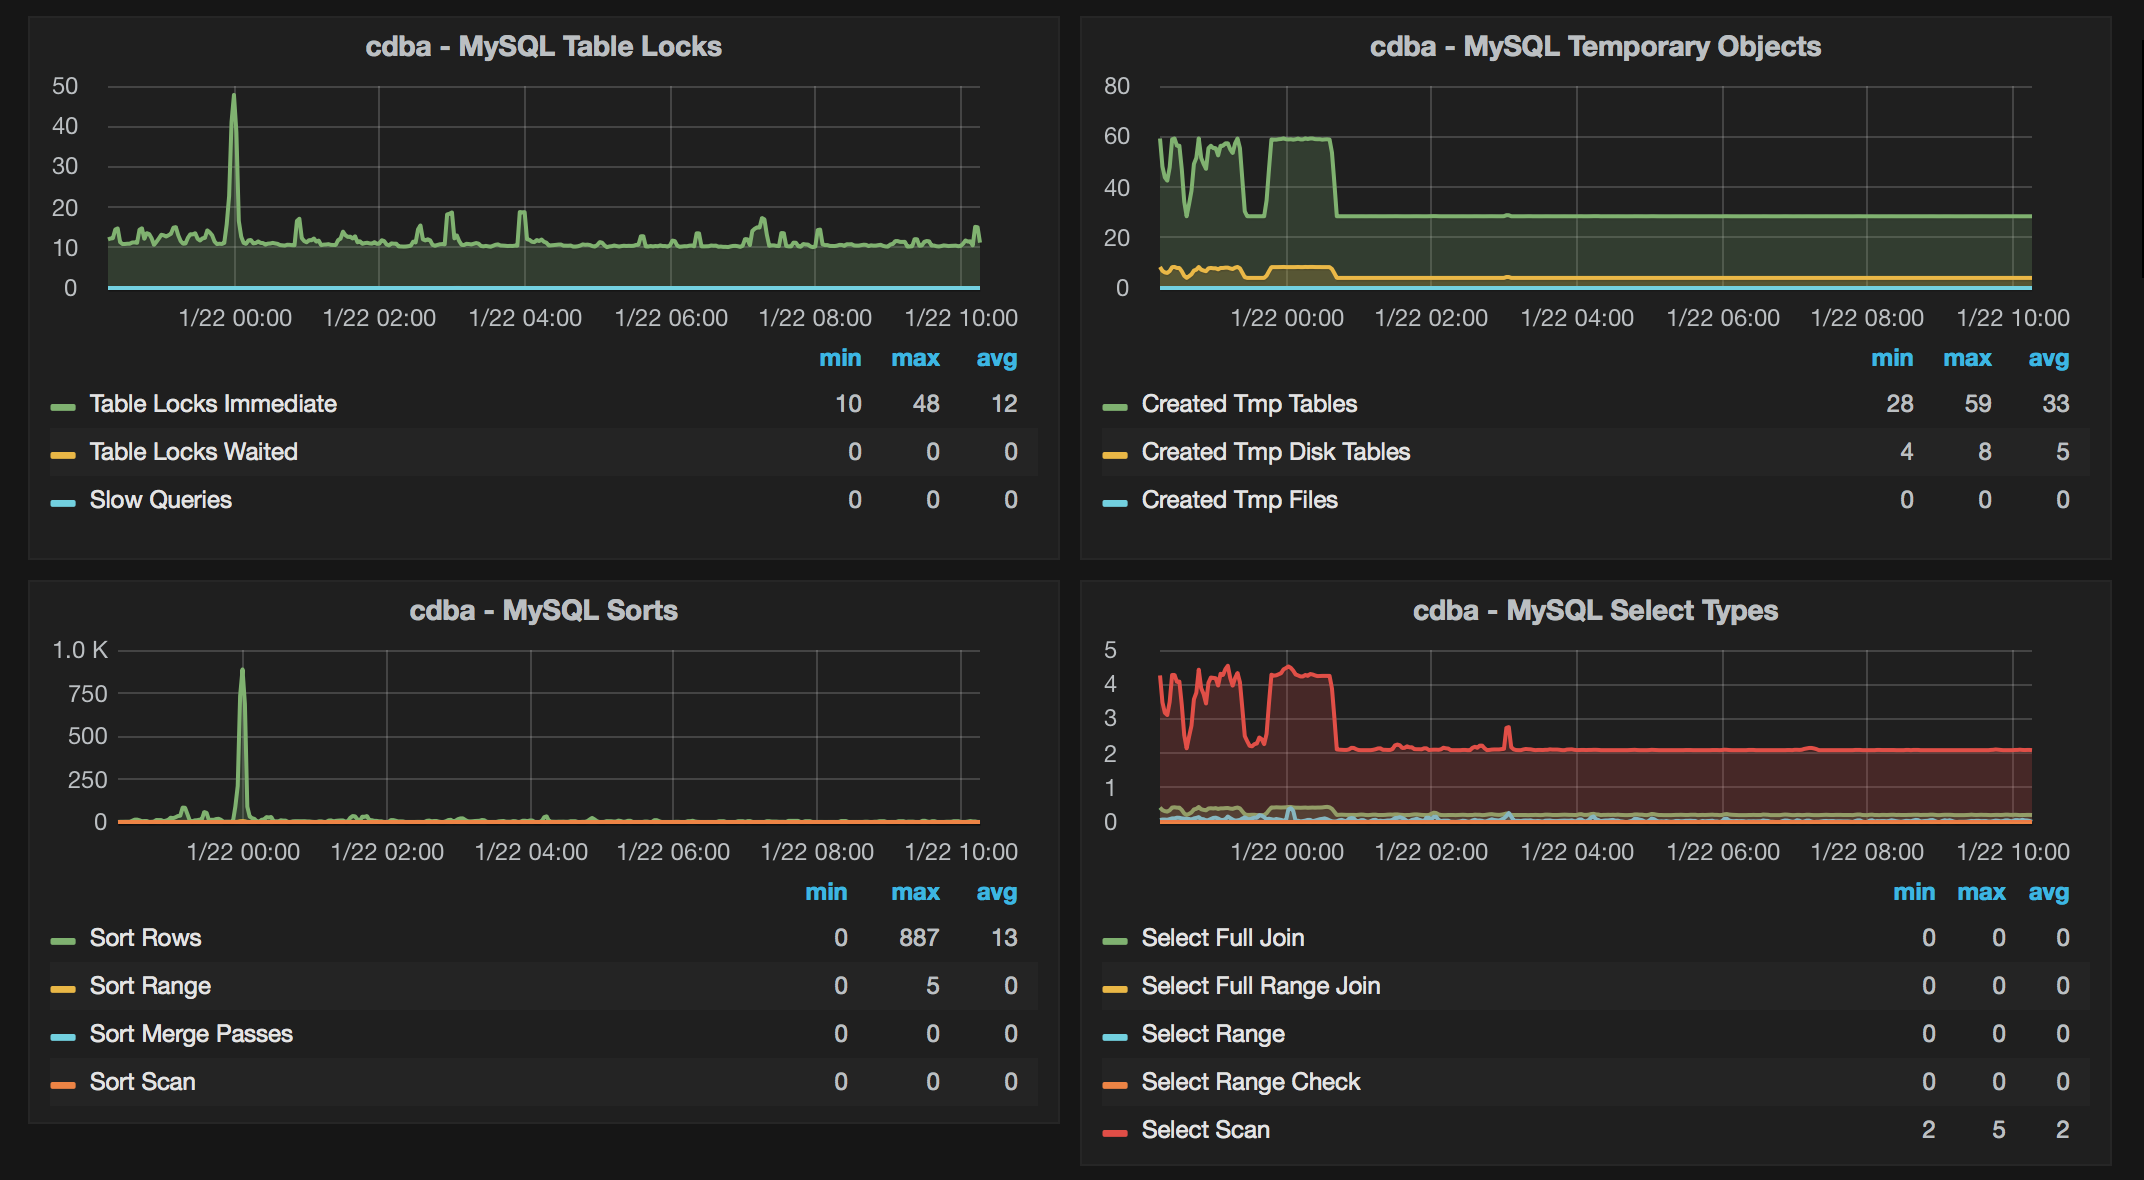 cdba - MySQL Table Locks
50
40
30
20
10
0
1/22 00:00 1/22 02:00 1/22 04:00 1/22 06:00 1/22 08:00 1/22 10:00
min max avg
Table Locks Immediate 10 48 12
Table Locks Waited 0 0 0
Slow Queries 0 0 0
cdba - MySQL Temporary Objects
80
60
40
20
0
1/22 00:00 1/22 02:00 1/22 04:00 1/22 06:00 1/22 08:00 1/22 10:00
min max avg
Created Tmp Tables 28 59 33
Created Tmp Disk Tables 4 8 5
Created Tmp Files 0 0 0
cdba - MySQL Sorts
1.0 K
750
500
250
0
1/22 00:00 1/22 02:00 1/22 04:00 1/22 06:00 1/22 08:00 1/22 10:00
min max avg
Sort Rows 0 887 13
Sort Range 0 5 0
Sort Merge Passes 0 0 0
Sort Scan 0 0 0
cdba - MySQL Select Types
5
4
3
2
1
0
1/22 00:00 1/22 02:00 1/22 04:00 1/22 06:00 1/22 08:00 1/22 10:00
min max avg
Select Full Join 0 0 0
Select Full Range Join 0 0 0
Select Range 0 0 0
Select Range Check 0 0 0
Select Scan 2 5 2